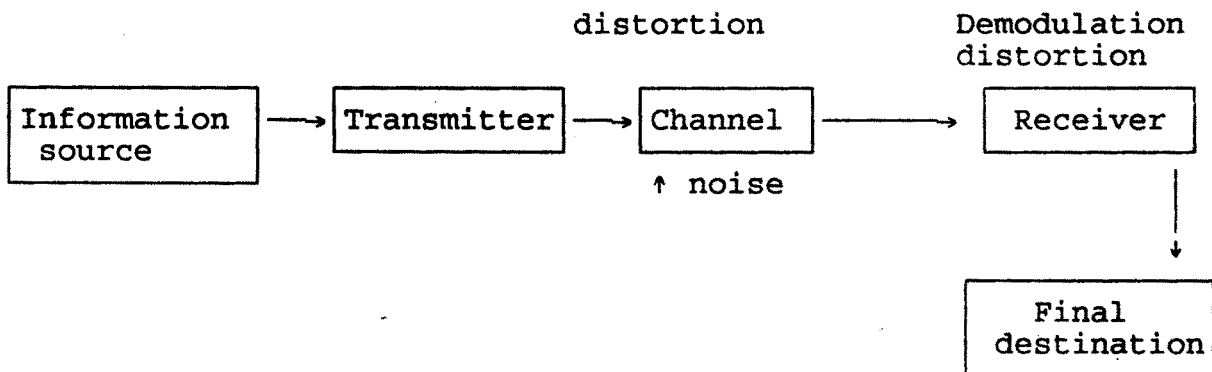 distortion
Demodulation
distortion
Information
source
Transmitter
Channel
Receiver
↑ noise
Final
destination